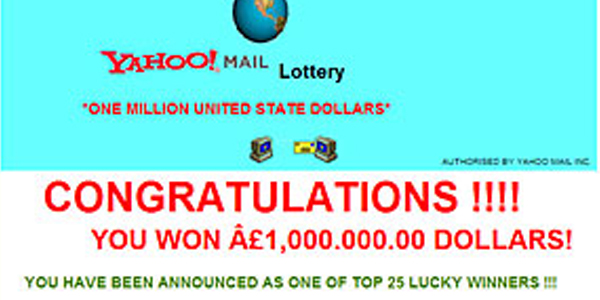 YAHOO! MAIL Lottery
*ONE MILLION UNITED STATE DOLLARS*
AUTHORISED BY YAHOO MAIL INC
CONGRATULATIONS !!!!
YOU WON Â£1,000.000.00 DOLLARS!
YOU HAVE BEEN ANNOUNCED AS ONE OF TOP 25 LUCKY WINNERS !!!